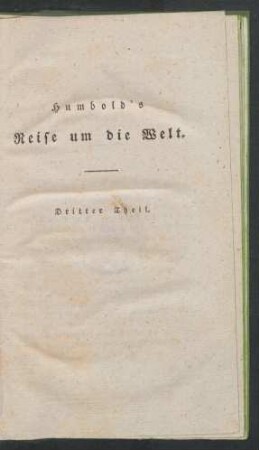 Humbold's
Reise um die Welt.
Dritter Theil.